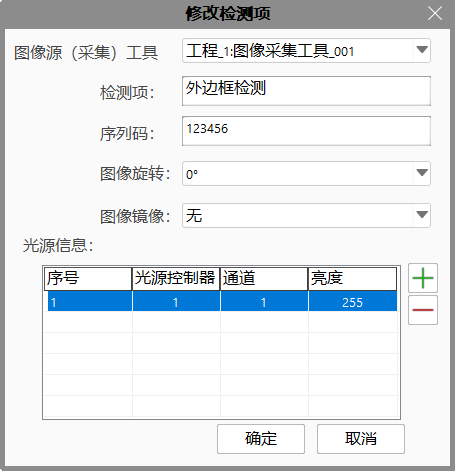 修改检测项
图像源（采集）工具 工程_1:图像采集工具_001
检测项： 外边框检测
序列码： 123456
图像旋转： 0°
图像镜像： 无
光源信息：
序号 光源控制器 通道 亮度
1 1 1 255
确定 取消